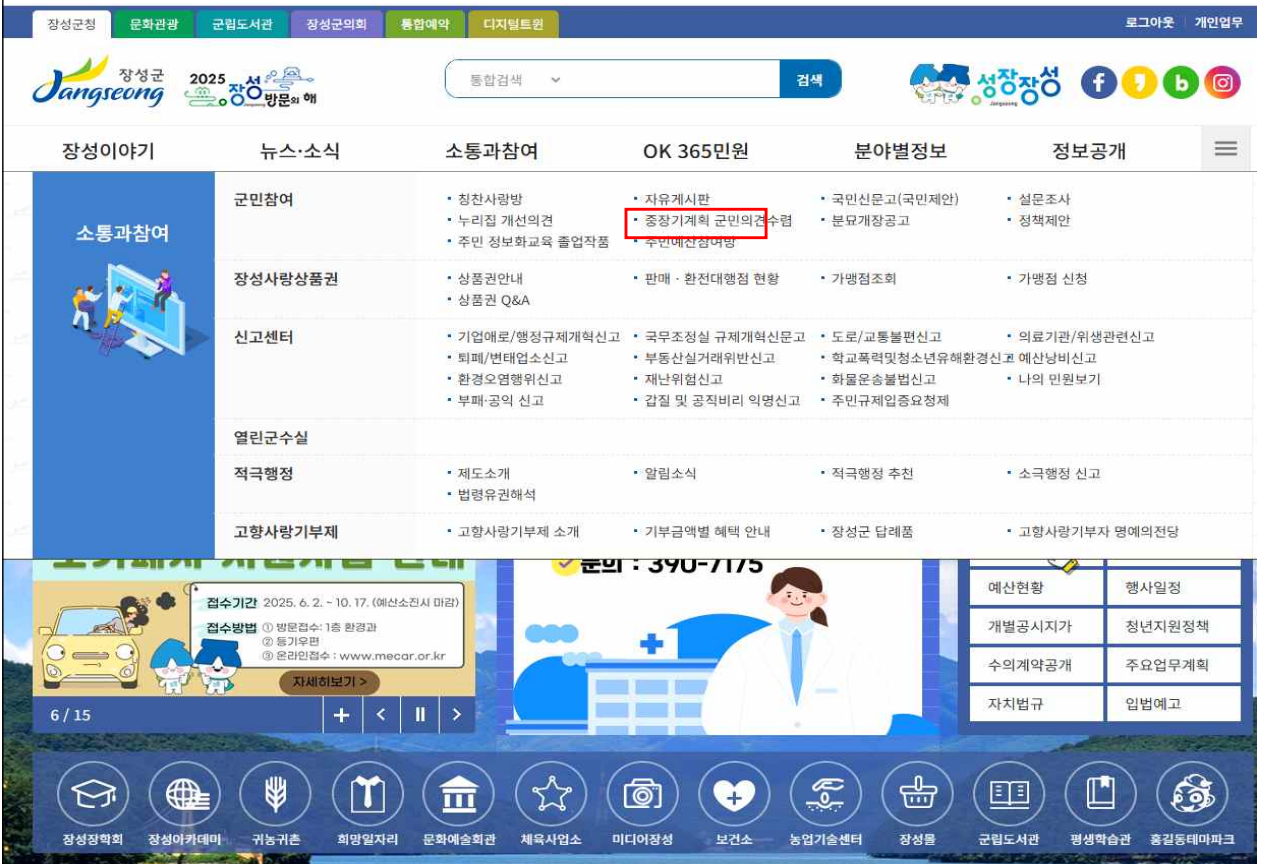 장성군청 문화관광 군립도서관 장성군의회 통합예약 디지털트윈 로그아웃 개인업무
장성군 Jangseong 2025 장성 방문의 해 통합검색 검색 성장장성
장성이야기 뉴스·소식 소통과참여 OK 365민원 분야별정보 정보공개
소통과참여
군민참여
칭찬사랑방 자유게시판 국민신문고(국민제안) 설문조사
누리집 개선의견 중장기계획 군민의견수렴 분묘개장공고 정책제안
주민 정보화교육 졸업작품 주민예산참여방
장성사랑상품권
상품권안내 판매 · 환전대행점 현황 가맹점조회 가맹점 신청
상품권 Q&A
신고센터
기업애로/행정규제개혁신고 국무조정실 규제개혁신문고 도로/교통불편신고 의료기관/위생관련신고
퇴폐/변태업소신고 부동산실거래위반신고 학교폭력및청소년유해환경신고 예산낭비신고
환경오염행위신고 재난위험신고 화물운송불법신고 나의 민원보기
부패·공익 신고 갑질 및 공직비리 익명신고 주민규제입증요청제
열린군수실
적극행정
제도소개 알림소식 적극행정 추천 소극행정 신고
법령유권해석
고향사랑기부제
고향사랑기부제 소개 기부금액별 혜택 안내 장성군 답례품 고향사랑기부자 명예의전당
접수기간 2025. 6. 2. ~ 10. 17. (예산소진시 마감)
접수방법 ① 방문접수: 1층 환경과
② 등기우편
③ 온라인접수 : www.mecar.or.kr
자세히보기 >
6 / 15
문의 : 390-7175
예산현황 행사일정
개별공시지가 청년지원정책
수의계약공개 주요업무계획
자치법규 입법예고
장성장학회 장성아카데미 귀농귀촌 희망일자리 문화예술회관 체육사업소 미디어장성 보건소 농업기술센터 장성몰 군립도서관 평생학습관 홍길동테마파크